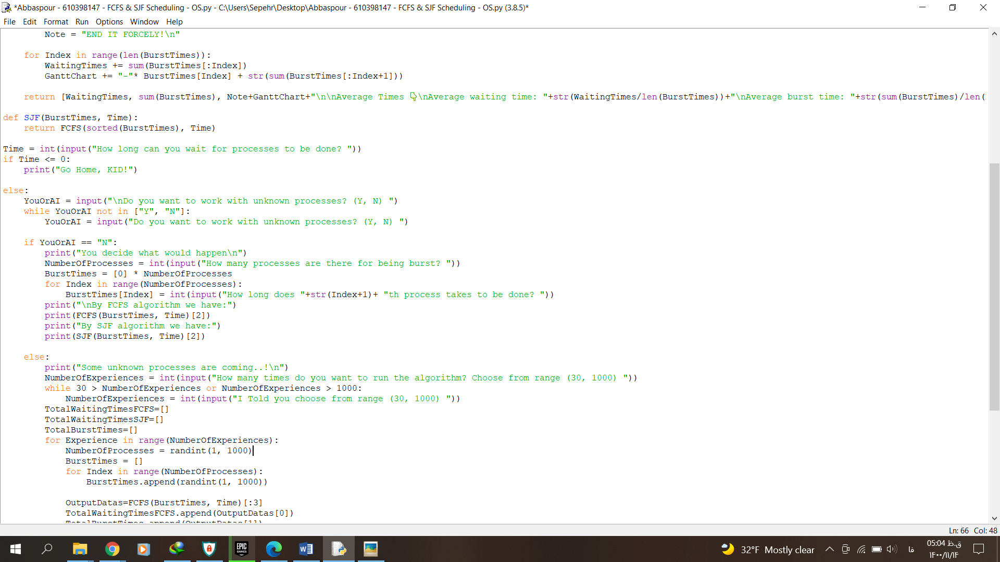 *Abbaspour - 610398147 - FCFS & SJF Scheduling - OS.py - C:\Users\Sepehr\Desktop\Abbaspour - 610398147 - FCFS & SJF Scheduling - OS.py (3.8.5)*
File Edit Format Run Options Window Help
        Note = "END IT FORCELY!\n"

    for Index in range(len(BurstTimes)):
        WaitingTimes += sum(BurstTimes[:Index])
        GanttChart += "-"* BurstTimes[Index] + str(sum(BurstTimes[:Index+1]))

    return [WaitingTimes, sum(BurstTimes), Note+GanttChart+"\n\nAverage Times 👇\nAverage waiting time: "+str(WaitingTimes/len(BurstTimes))+"\nAverage burst time: "+str(sum(BurstTimes)/len(

def SJF(BurstTimes, Time):
    return FCFS(sorted(BurstTimes), Time)

Time = int(input("How long can you wait for processes to be done? "))
if Time <= 0:
    print("Go Home, KID!")

else:
    YouOrAI = input("\nDo you want to work with unknown processes? (Y, N) ")
    while YouOrAI not in ["Y", "N"]:
        YouOrAI = input("Do you want to work with unknown processes? (Y, N) ")

    if YouOrAI == "N":
        print("You decide what would happen\n")
        NumberOfProcesses = int(input("How many processes are there for being burst? "))
        BurstTimes = [0] * NumberOfProcesses
        for Index in range(NumberOfProcesses):
            BurstTimes[Index] = int(input("How long does "+str(Index+1)+ "th process takes to be done? "))
        print("\nBy FCFS algorithm we have:")
        print(FCFS(BurstTimes, Time)[2])
        print("By SJF algorithm we have:")
        print(SJF(BurstTimes, Time)[2])

    else:
        print("Some unknown processes are coming..!\n")
        NumberOfExperiences = int(input("How many times do you want to run the algorithm? Choose from range (30, 1000) "))
        while 30 > NumberOfExperiences or NumberOfExperiences > 1000:
            NumberOfExperiences = int(input("I Told you choose from range (30, 1000) "))
        TotalWaitingTimesFCFS=[]
        TotalWaitingTimesSJF=[]
        TotalBurstTimes=[]
        for Experience in range(NumberOfExperiences):
            NumberOfProcesses = randint(1, 1000)
            BurstTimes = []
            for Index in range(NumberOfProcesses):
                BurstTimes.append(randint(1, 1000))

            OutputDatas=FCFS(BurstTimes, Time)[:3]
            TotalWaitingTimesFCFS.append(OutputDatas[0])
            TotalBurstTimes.append(OutputDatas[1])
Ln: 66 Col: 48
EPIC GAMES
32°F Mostly clear
فا
05:04 ق.ظ
۱۴۰۰/۱۱/۱۴